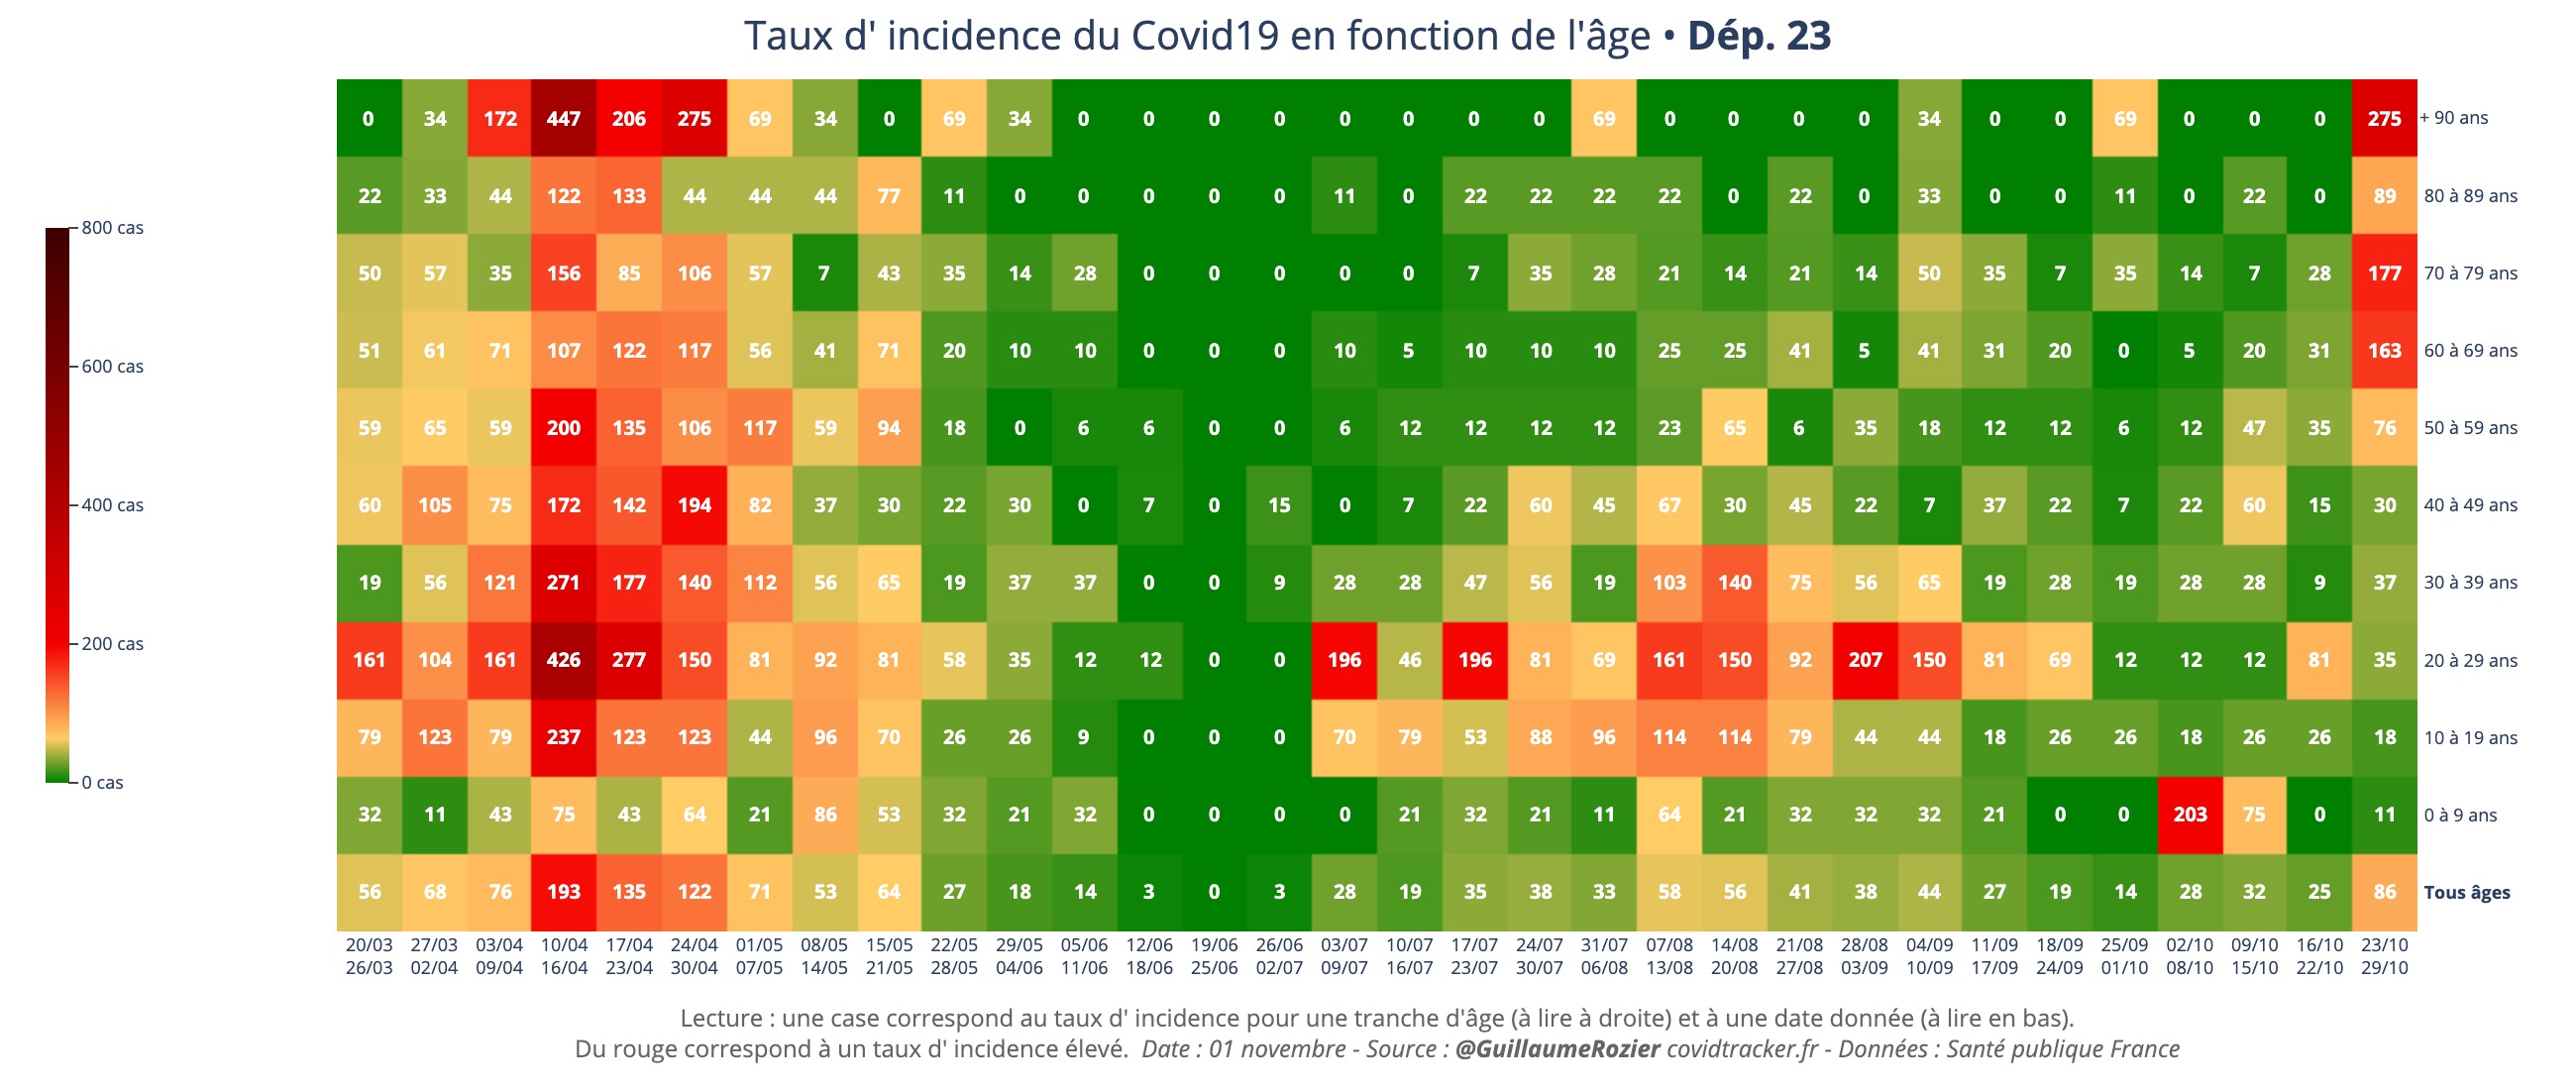 Taux d' incidence du Covid19 en fonction de l'âge • Dép. 23
0 34 172 447 206 275 69 34 0 69 34 0 0 0 0 0 0 0 0 69 0 0 0 0 34 0 0 69 0 0 0 275 + 90 ans
22 33 44 122 133 44 44 44 77 11 0 0 0 0 0 11 0 22 22 22 22 0 22 0 33 0 0 11 0 22 0 89 80 à 89 ans
800 cas
50 57 35 156 85 106 57 7 43 35 14 28 0 0 0 0 0 7 35 28 21 14 21 14 50 35 7 35 14 7 28 177 70 à 79 ans
51 61 71 107 122 117 56 41 71 20 10 10 0 0 0 10 5 10 10 10 25 25 41 5 41 31 20 0 5 20 31 163 60 à 69 ans
600 cas
59 65 59 200 135 106 117 59 94 18 0 6 6 0 0 6 12 12 12 12 23 65 6 35 18 12 12 6 12 47 35 76 50 à 59 ans
60 105 75 172 142 194 82 37 30 22 30 0 7 0 15 0 7 22 60 45 67 30 45 22 7 37 22 7 22 60 15 30 40 à 49 ans
400 cas
19 56 121 271 177 140 112 56 65 19 37 37 0 0 9 28 28 47 56 19 103 140 75 56 65 19 28 19 28 28 9 37 30 à 39 ans
200 cas
161 104 161 426 277 150 81 92 81 58 35 12 12 0 0 196 46 196 81 69 161 150 92 207 150 81 69 12 12 12 81 35 20 à 29 ans
79 123 79 237 123 123 44 96 70 26 26 9 0 0 0 70 79 53 88 96 114 114 79 44 44 18 26 26 18 26 26 18 10 à 19 ans
0 cas
32 11 43 75 43 64 21 86 53 32 21 32 0 0 0 0 21 32 21 11 64 21 32 32 32 21 0 0 203 75 0 11 0 à 9 ans
56 68 76 193 135 122 71 53 64 27 18 14 3 0 3 28 19 35 38 33 58 56 41 38 44 27 19 14 28 32 25 86 Tous âges
20/03 27/03 03/04 10/04 17/04 24/04 01/05 08/05 15/05 22/05 29/05 05/06 12/06 19/06 26/06 03/07 10/07 17/07 24/07 31/07 07/08 14/08 21/08 28/08 04/09 11/09 18/09 25/09 02/10 09/10 16/10 23/10
26/03 02/04 09/04 16/04 23/04 30/04 07/05 14/05 21/05 28/05 04/06 11/06 18/06 25/06 02/07 09/07 16/07 23/07 30/07 06/08 13/08 20/08 27/08 03/09 10/09 17/09 24/09 01/10 08/10 15/10 22/10 29/10
Lecture : une case correspond au taux d' incidence pour une tranche d'âge (à lire à droite) et à une date donnée (à lire en bas).
Du rouge correspond à un taux d' incidence élevé. Date : 01 novembre - Source : @GuillaumeRozier covidtracker.fr - Données : Santé publique France